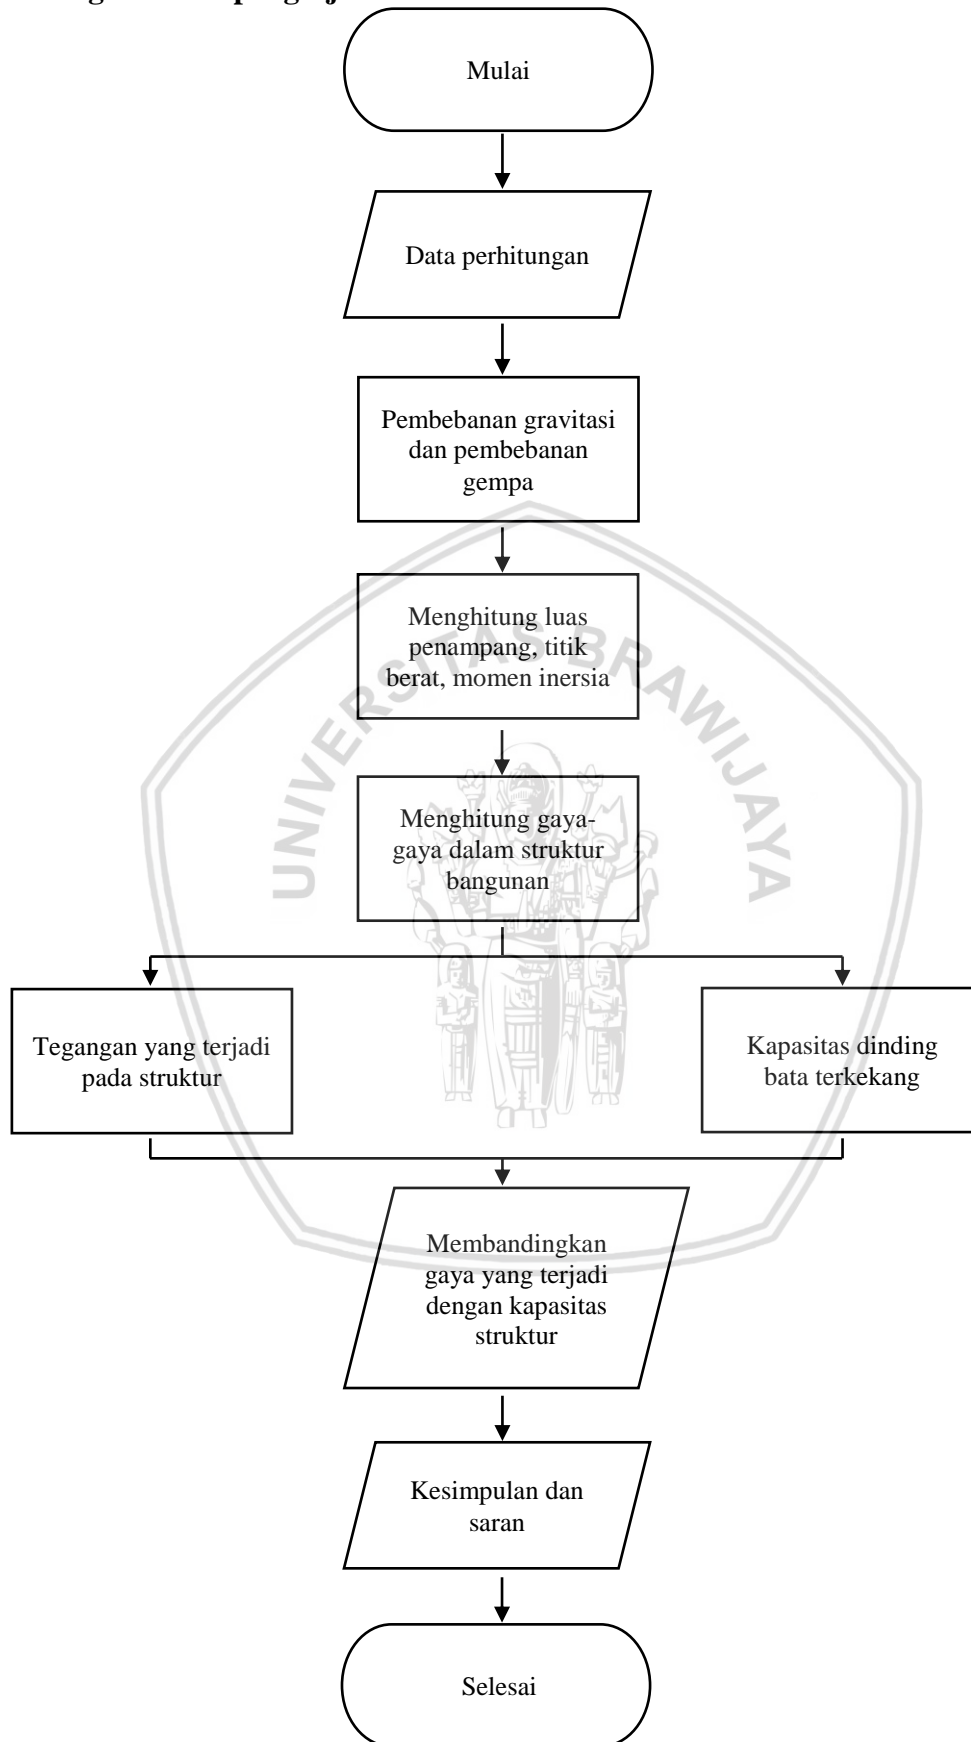 Mulai
Data perhitungan
Pembebanan gravitasi
dan pembebanan
gempa
Menghitung luas
penampang, titik
berat, momen inersia
UNIVERSITAS BRAWIJAYA
Menghitung gaya-
gaya dalam struktur
bangunan
Tegangan yang terjadi
pada struktur
Kapasitas dinding
bata terkekang
Membandingkan
gaya yang terjadi
dengan kapasitas
struktur
Kesimpulan dan
saran
Selesai